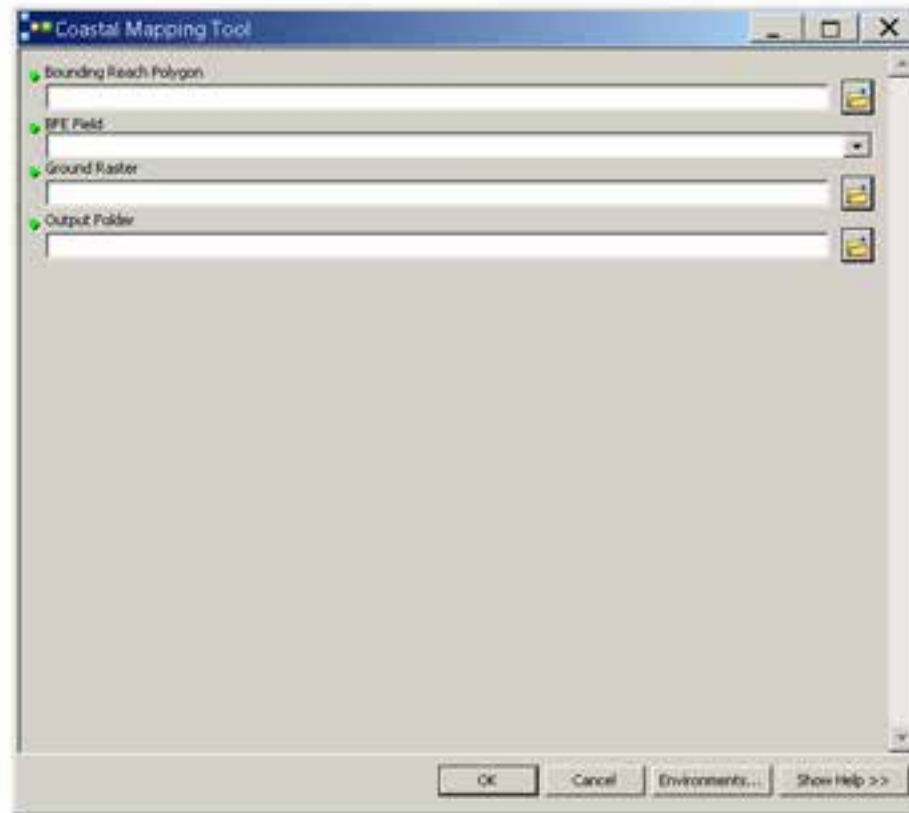 Coastal Mapping Tool
Bounding Reach Polygon
BFE Field
Ground Raster
Output Folder
OK Cancel Environments... Show Help >>